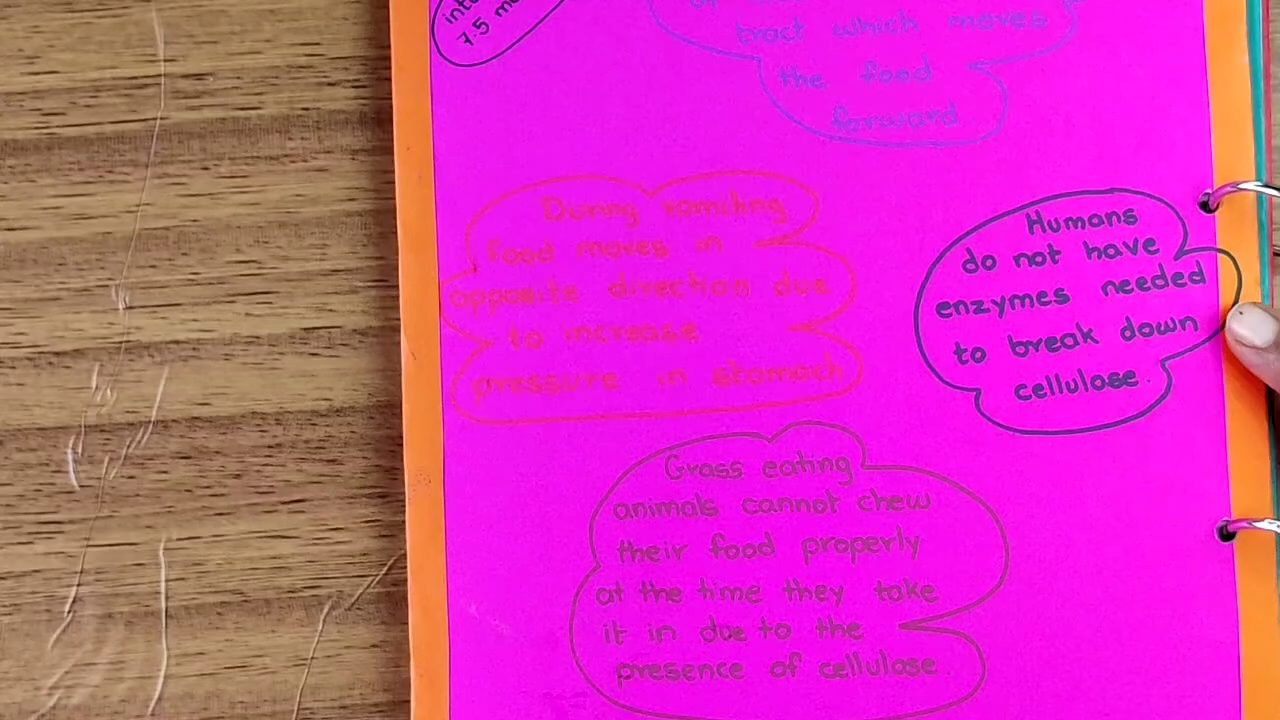 7.5 m
tract which moves
the food
forward
During vomiting
food moves in
opposite direction due
to increase
pressure in stomach
Humans
do not have
enzymes needed
to break down
cellulose.
Grass eating
animals cannot chew
their food properly
at the time they take
it in due to the
presence of cellulose.